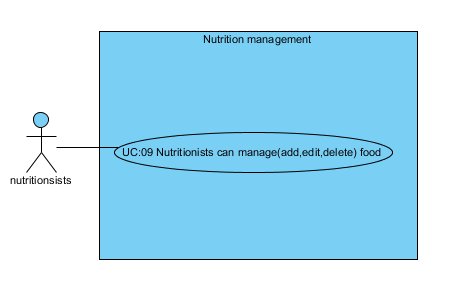 Nutrition management
UC:09 Nutritionists can manage(add,edit,delete) food
nutritionsists